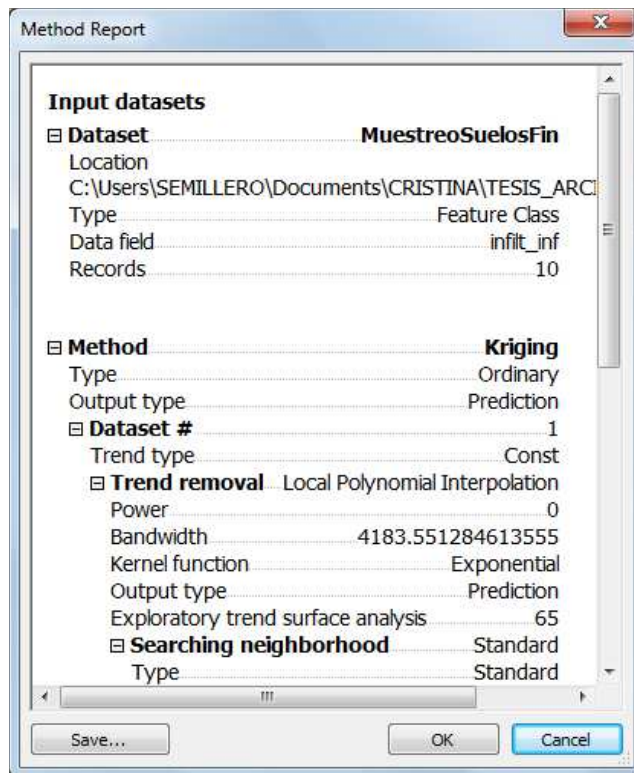 Method Report
Input datasets
Dataset MuestreoSuelosFin
Location
C:\Users\SEMILLERO\Documents\CRISTINA\TESIS_ARCI
Type Feature Class
Data field infilt_inf
Records 10
Method Kriging
Type Ordinary
Output type Prediction
Dataset # 1
Trend type Const
Trend removal Local Polynomial Interpolation
Power 0
Bandwidth 4183.551284613555
Kernel function Exponential
Output type Prediction
Exploratory trend surface analysis 65
Searching neighborhood Standard
Type Standard
Save... OK Cancel